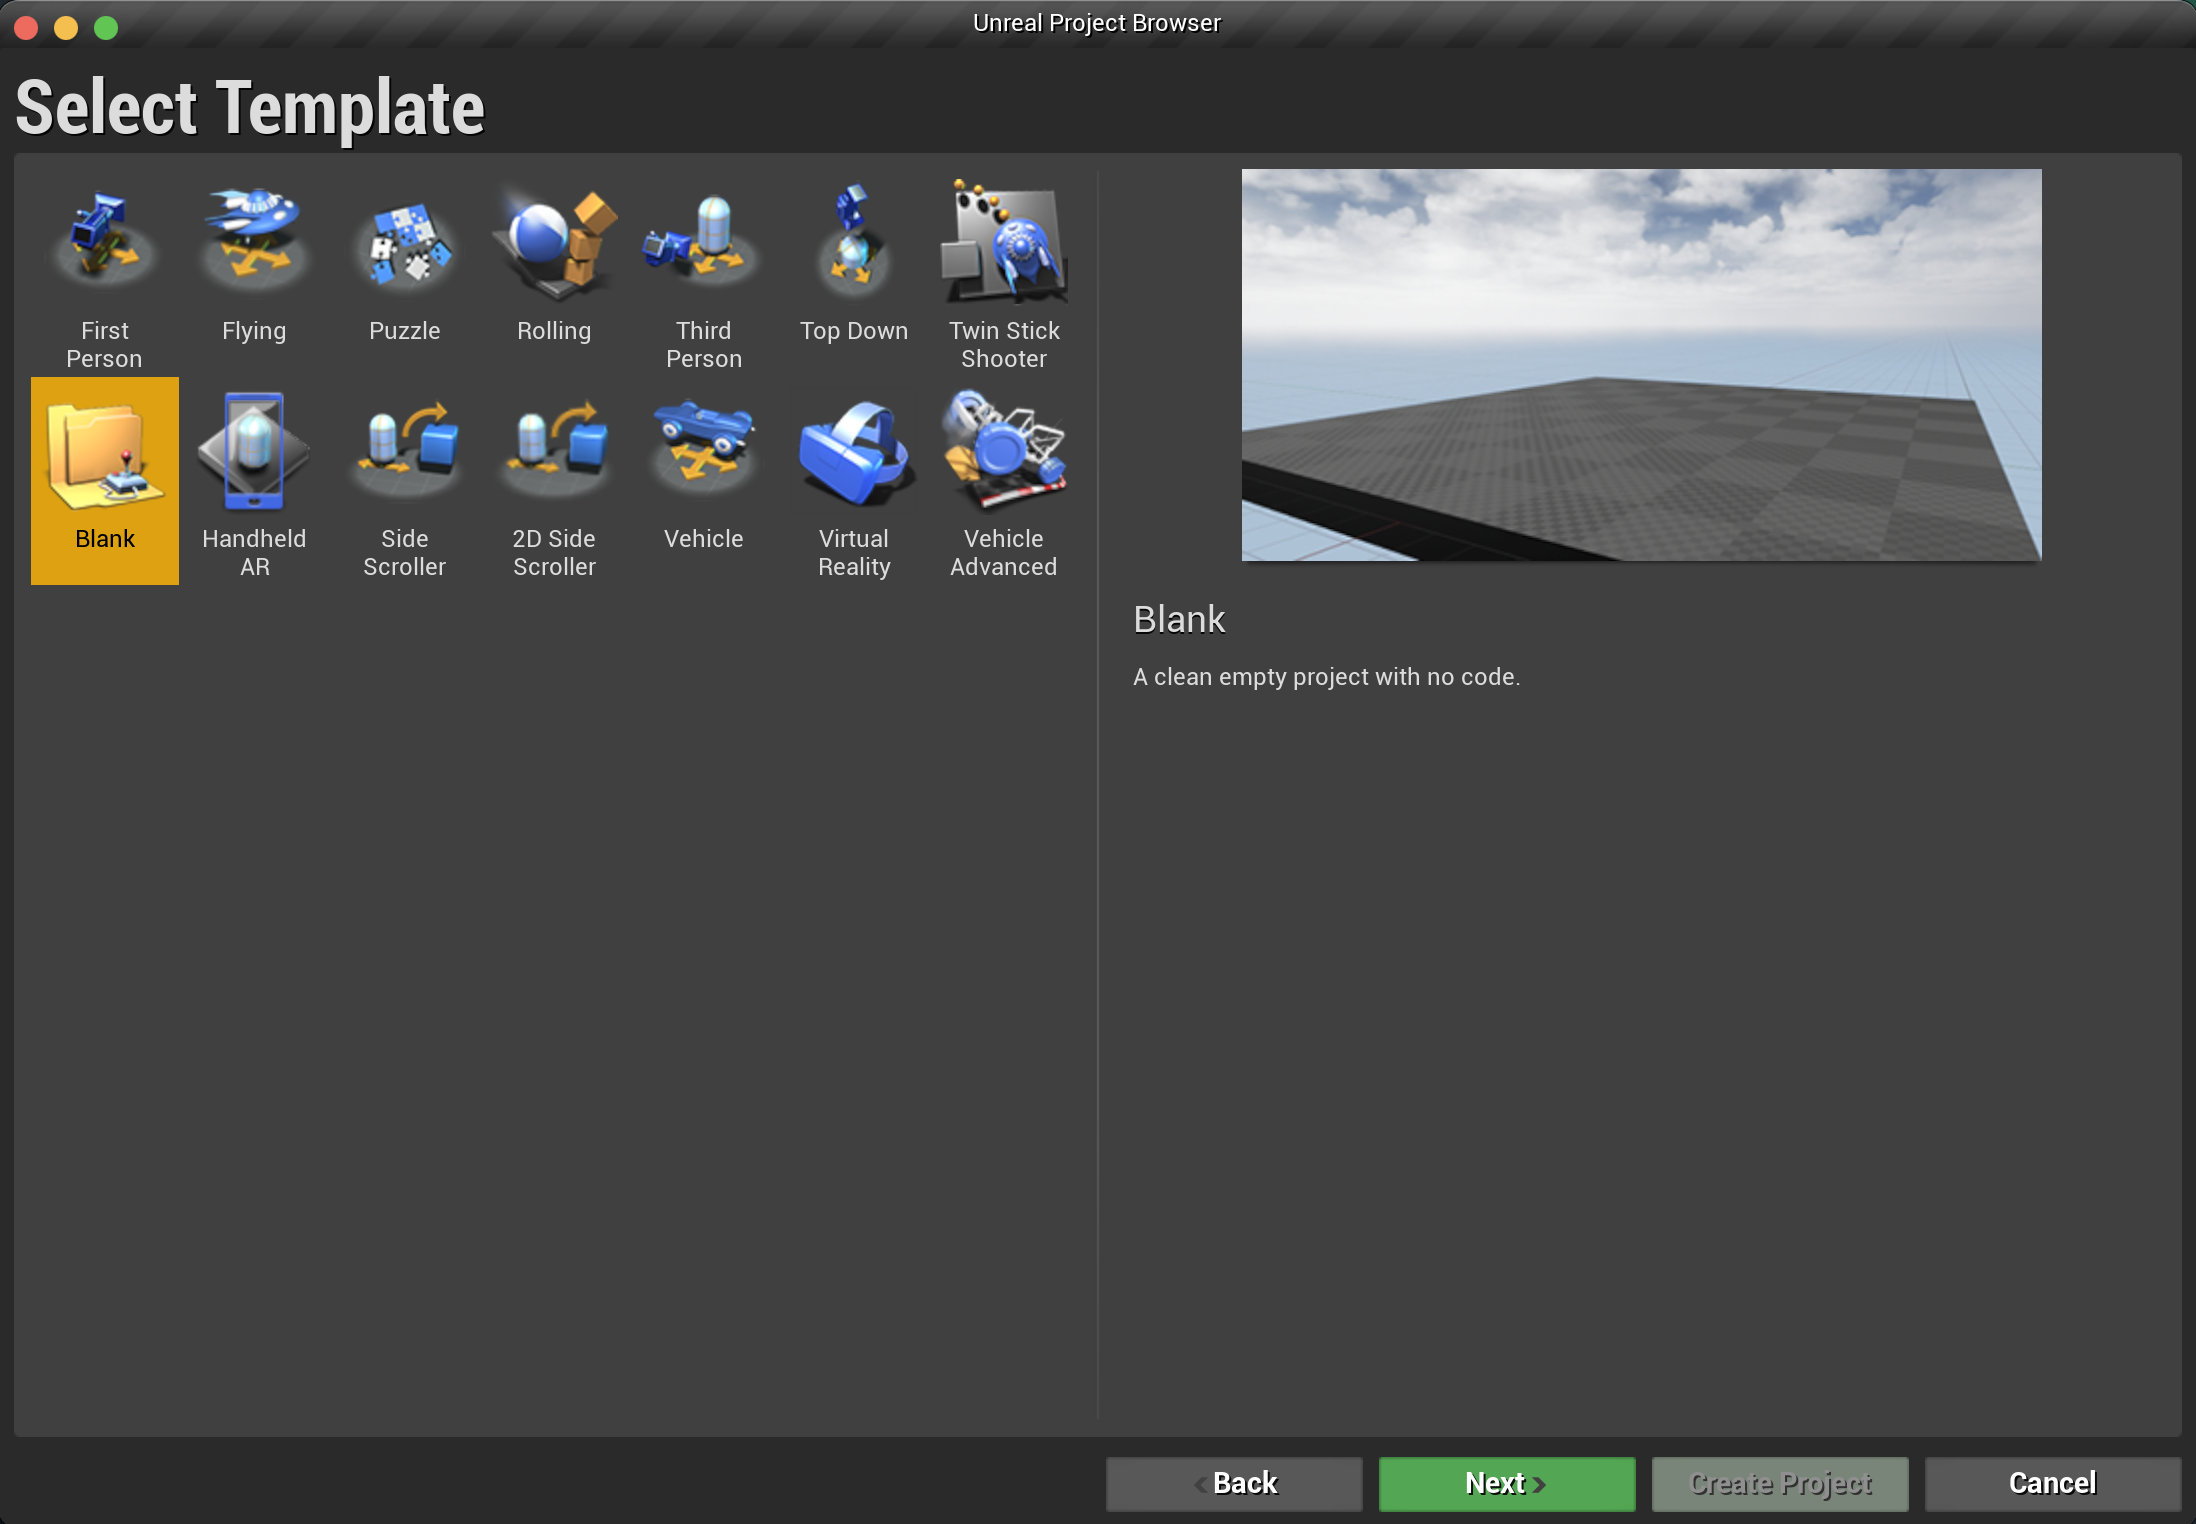 Unreal Project Browser
Select Template
First
Person
Flying
Puzzle
Rolling
Third
Person
Top Down
Twin Stick
Shooter
Blank
Handheld
AR
Side
Scroller
2D Side
Scroller
Vehicle
Virtual
Reality
Vehicle
Advanced
Blank
A clean empty project with no code.
Back
Next
Create Project
Cancel